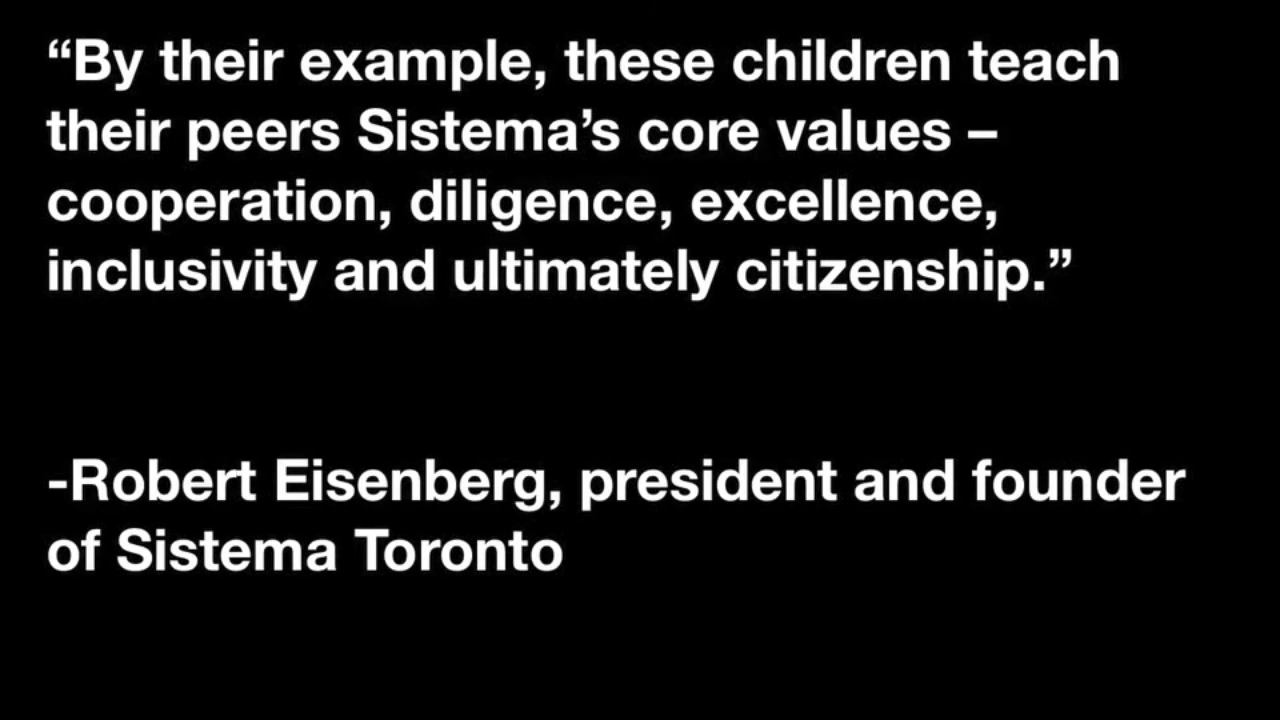 “By their example, these children teach
their peers Sistema’s core values –
cooperation, diligence, excellence,
inclusivity and ultimately citizenship.”
-Robert Eisenberg, president and founder
of Sistema Toronto